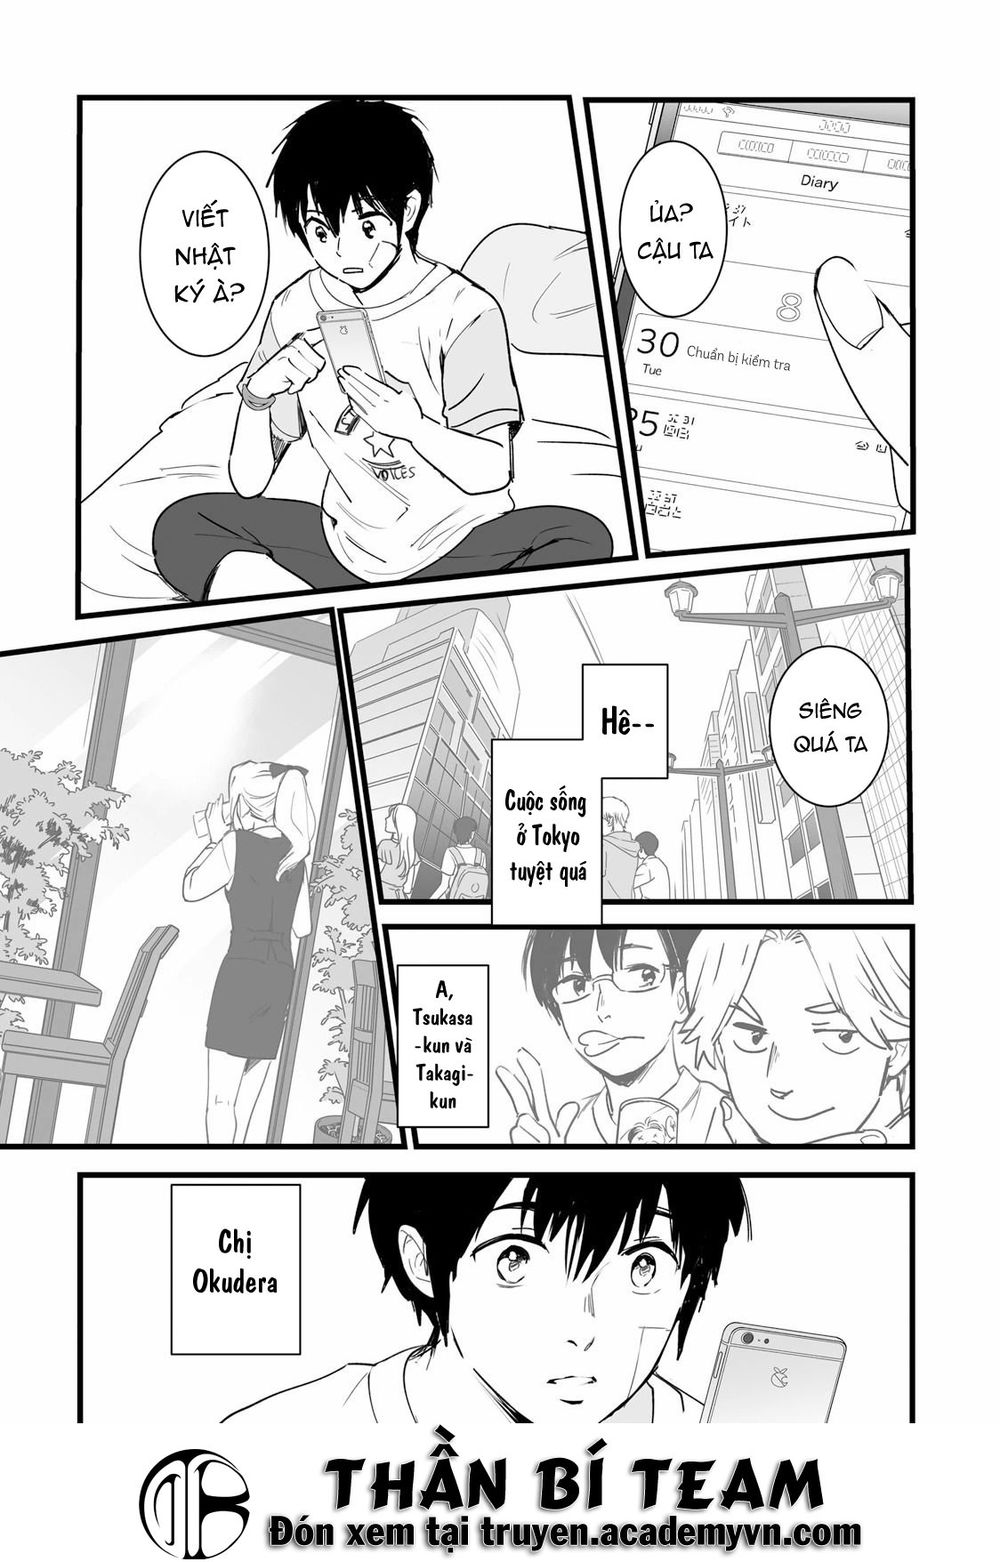 ỦA?
CẬU TA
Diary
30
Tue
Chuẩn bị kiểm tra
VIẾT
NHẬT
KÝ À?
VOICES
SIÊNG
QUÁ TA
Hê--
Cuộc sống
ở Tokyo
tuyệt quá
A,
Tsukasa
-kun và
Takagi-
kun
Chị
Okudera
THẦN BÍ TEAM
Đón xem tại truyen.academyvn.com